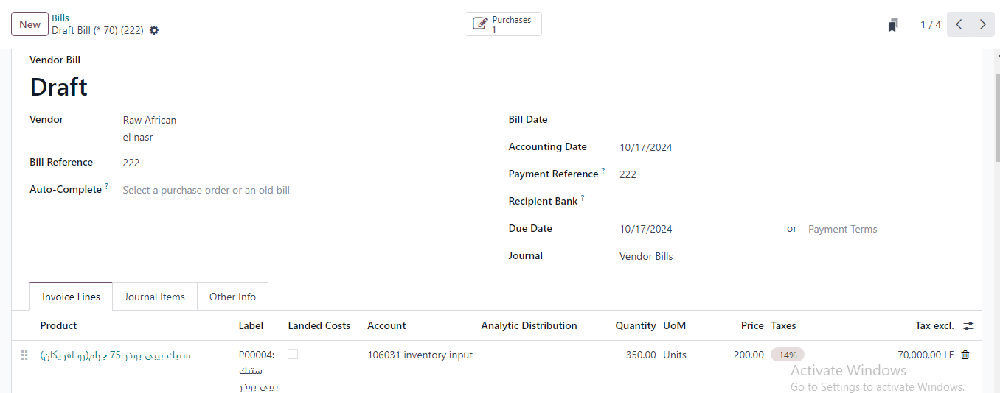 New
Bills
Draft Bill (* 70) (222)
Purchases
1
1 / 4
Vendor Bill
Draft
Vendor
Raw African
el nasr
Bill Reference
222
Auto-Complete ?
Select a purchase order or an old bill
Bill Date
Accounting Date
10/17/2024
Payment Reference ?
222
Recipient Bank ?
Due Date
10/17/2024
or
Payment Terms
Journal
Vendor Bills
Invoice Lines
Journal Items
Other Info
Product Label Landed Costs Account Analytic Distribution Quantity UoM Price Taxes Tax excl.
ستيك بيبي بودر 75 جرام(رو افريكان) P00004: 106031 inventory input 350.00 Units 200.00 14% 70,000.00 LE
ستيك
بيبي بودر
Activate Windows
Go to Settings to activate Windows.